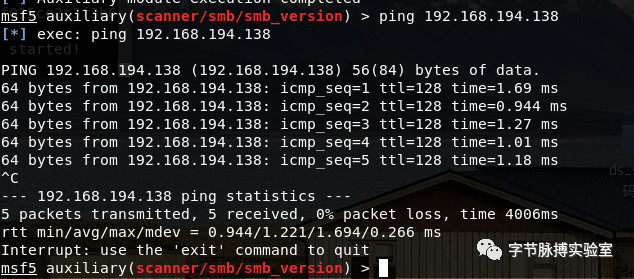 [*] Auxiliary module execution completed
msf5 auxiliary(scanner/smb/smb_version) > ping 192.168.194.138
[*] exec: ping 192.168.194.138
started!
PING 192.168.194.138 (192.168.194.138) 56(84) bytes of data.
64 bytes from 192.168.194.138: icmp_seq=1 ttl=128 time=1.69 ms
64 bytes from 192.168.194.138: icmp_seq=2 ttl=128 time=0.944 ms
64 bytes from 192.168.194.138: icmp_seq=3 ttl=128 time=1.27 ms
64 bytes from 192.168.194.138: icmp_seq=4 ttl=128 time=1.01 ms
64 bytes from 192.168.194.138: icmp_seq=5 ttl=128 time=1.18 ms
^C
ds_
码
--- 192.168.194.138 ping statistics ---
5 packets transmitted, 5 received, 0% packet loss, time 4006ms
rtt min/avg/max/mdev = 0.944/1.221/1.694/0.266 ms
Interrupt: use the 'exit' command to quit
字节脉搏实验室
msf5 auxiliary(scanner/smb/smb_version) >